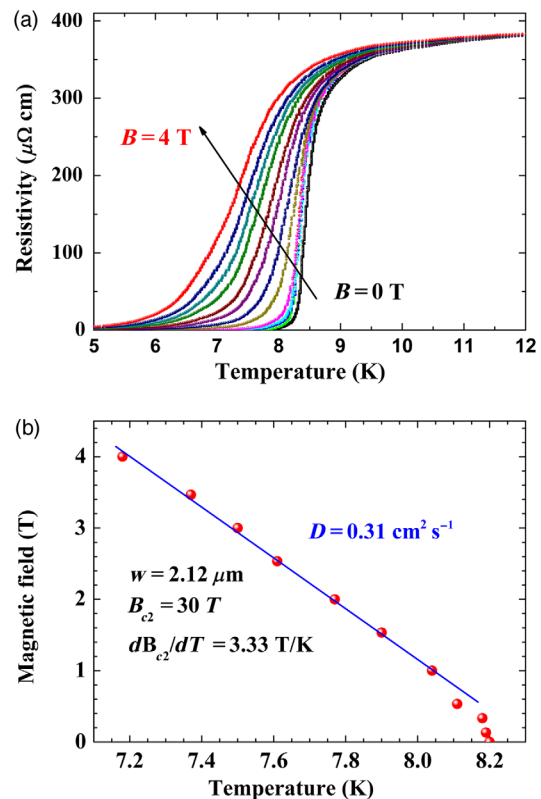 (a)
400
300
200
100
0
Resistivity (μΩ cm)
B = 4 T
B = 0 T
5 6 7 8 9 10 11 12
Temperature (K)
(b)
4
3
2
1
0
Magnetic field (T)
D = 0.31 cm² s⁻¹
w = 2.12 μm
B_c2 = 30 T
dB_c2/dT = 3.33 T/K
7.2 7.4 7.6 7.8 8.0 8.2
Temperature (K)